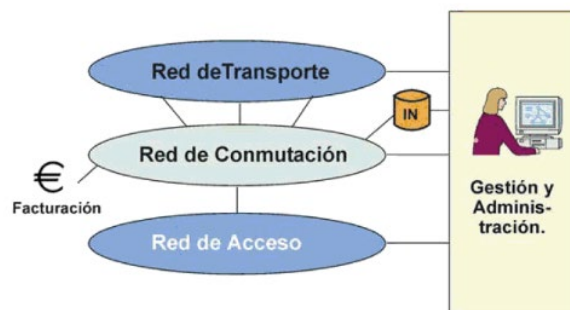 Red deTransporte
IN
Red de Conmutación
€
Facturación
Red de Acceso
Gestión y
Adminis-
tración.